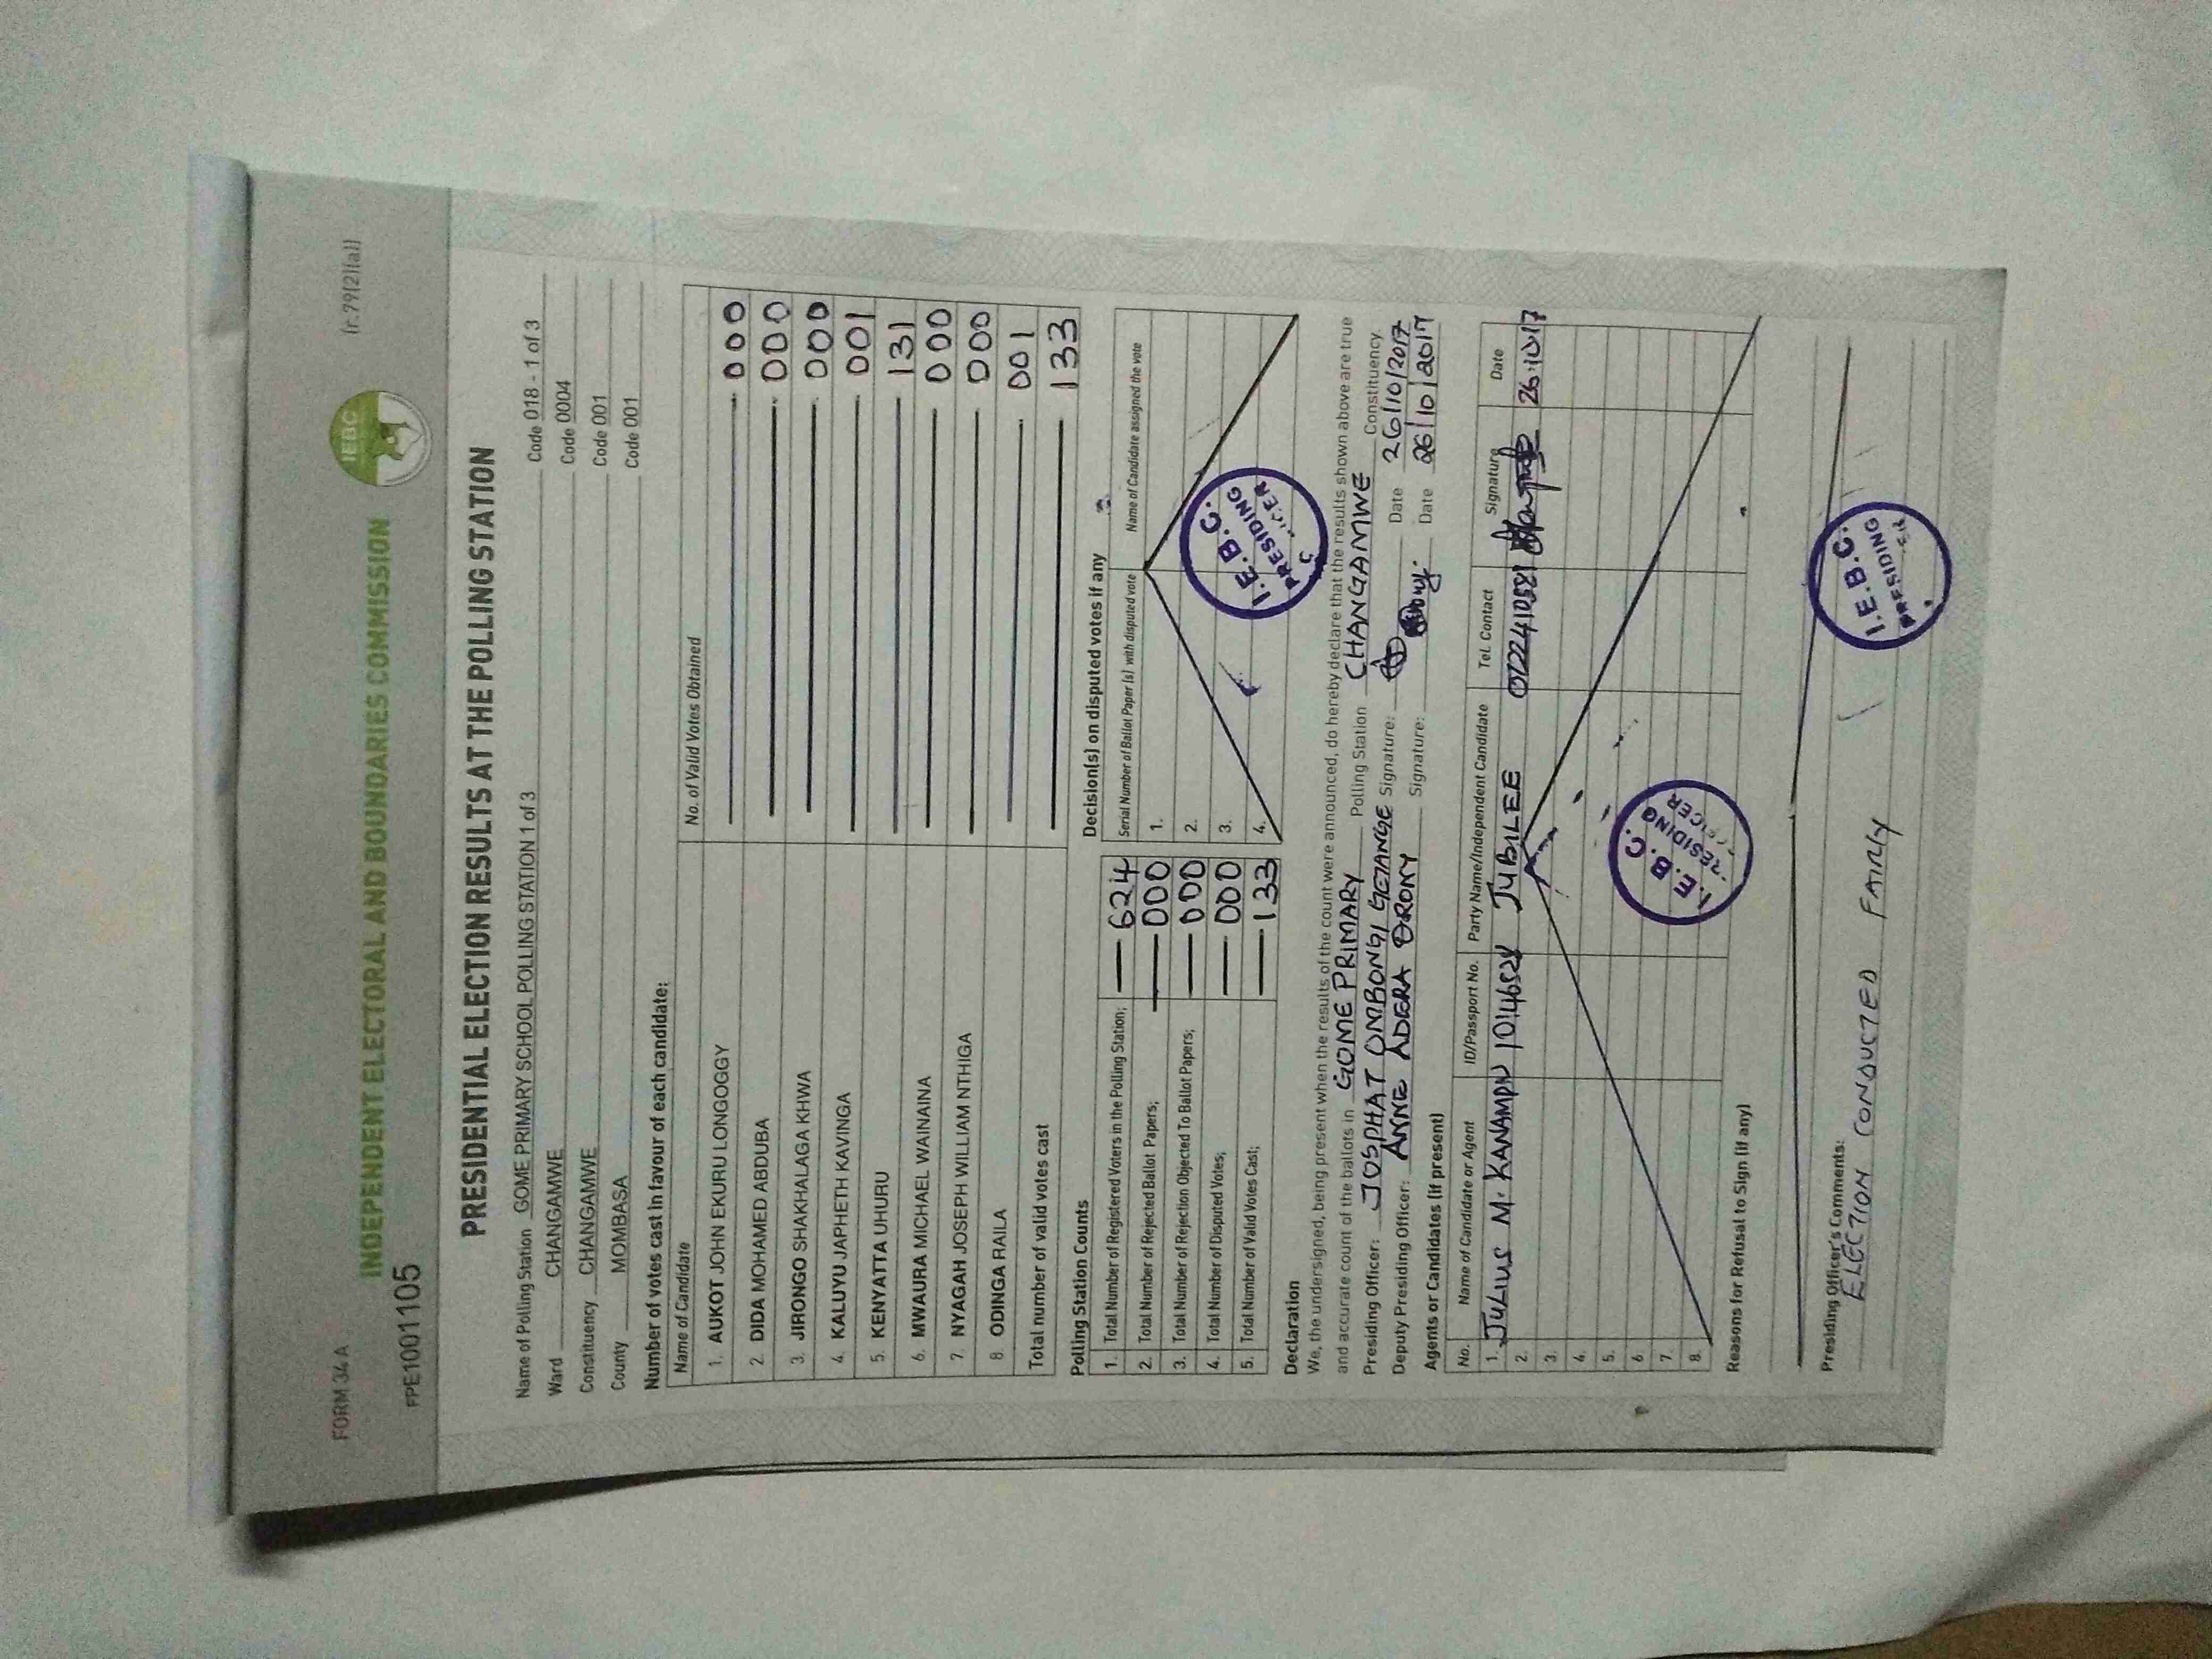 FORM 34 A
(r.79(2)(a))
INDEPENDENT ELECTORAL AND BOUNDARIES COMMISSION
IEBC
FPE1001105
PRESIDENTIAL ELECTION RESULTS AT THE POLLING STATION
Name of Polling Station GOME PRIMARY SCHOOL POLLING STATION 1 of 3 Code 018 - 1 of 3
Ward CHANGAMWE Code 0004
Constituency CHANGAMWE Code 001
County MOMBASA Code 001
Number of votes cast in favour of each candidate:
Name of Candidate No. of Valid Votes Obtained
1. AUKOT JOHN EKURU LONGOGGY 000
2. DIDA MOHAMED ABDUBA 000
3. JIRONGO SHAKHALAGA KHWA 000
4. KALUYU JAPHETH KAVINGA 001
5. KENYATTA UHURU 131
6. MWAURA MICHAEL WAINAINA 000
7. NYAGAH JOSEPH WILLIAM NTHIGA 000
8. ODINGA RAILA 001
Total number of valid votes cast 133
Polling Station Counts
1. Total Number of Registered Voters in the Polling Station; 624
2. Total Number of Rejected Ballot Papers; 000
3. Total Number of Rejection Objected To Ballot Papers; 000
4. Total Number of Disputed Votes; 000
5. Total Number of Valid Votes Cast; 133
Decision(s) on disputed votes if any
Serial Number of Ballot Paper (s) with disputed vote Name of Candidate assigned the vote
1.
2.
3.
4.
I.E.B.C. PRESIDING
Declaration
We, the undersigned, being present when the results of the count were announced, do hereby declare that the results shown above are true
and accurate count of the ballots in GOME PRIMARY Polling Station CHANGAMWE Constituency.
Presiding Officer: JOSPHAT OMBONGI Signature: Date 26/10/2017
Deputy Presiding Officer: ANNE ADERA ORONY Signature: Date 26/10/2017
Agents or Candidates (if present)
No. Name of Candidate or Agent ID/Passport No. Party Name/Independent Candidate Tel. Contact Signature Date
1. JULIUS M. JUBILEE 26:10:17
2.
3.
4.
5.
6.
7.
8.
I.E.B.C. PRESIDING OFFICER
Reasons for Refusal to Sign (if any)
Presiding Officer's Comments:
ELECTION CONDUCTED FAIRLY
I.E.B.C. PRESIDING